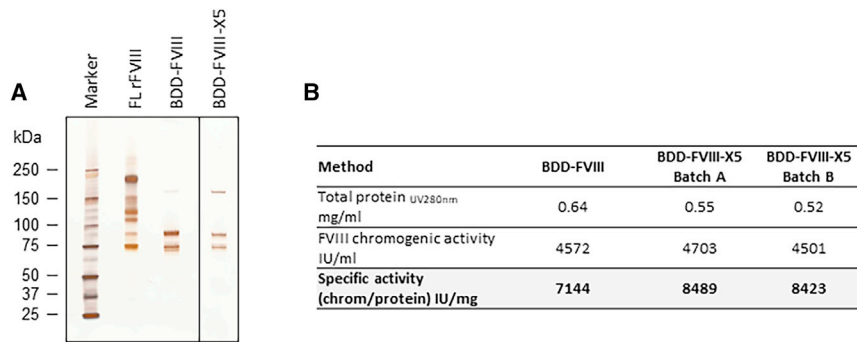 A
B
Marker
FL rFVIII
BDD-FVIII
BDD-FVIII-X5
kDa
250
150
100
75
50
37
25
Method BDD-FVIII BDD-FVIII-X5 Batch A BDD-FVIII-X5 Batch B
Total protein UV280nm
mg/ml 0.64 0.55 0.52
FVIII chromogenic activity
IU/ml 4572 4703 4501
Specific activity
(chrom/protein) IU/mg 7144 8489 8423